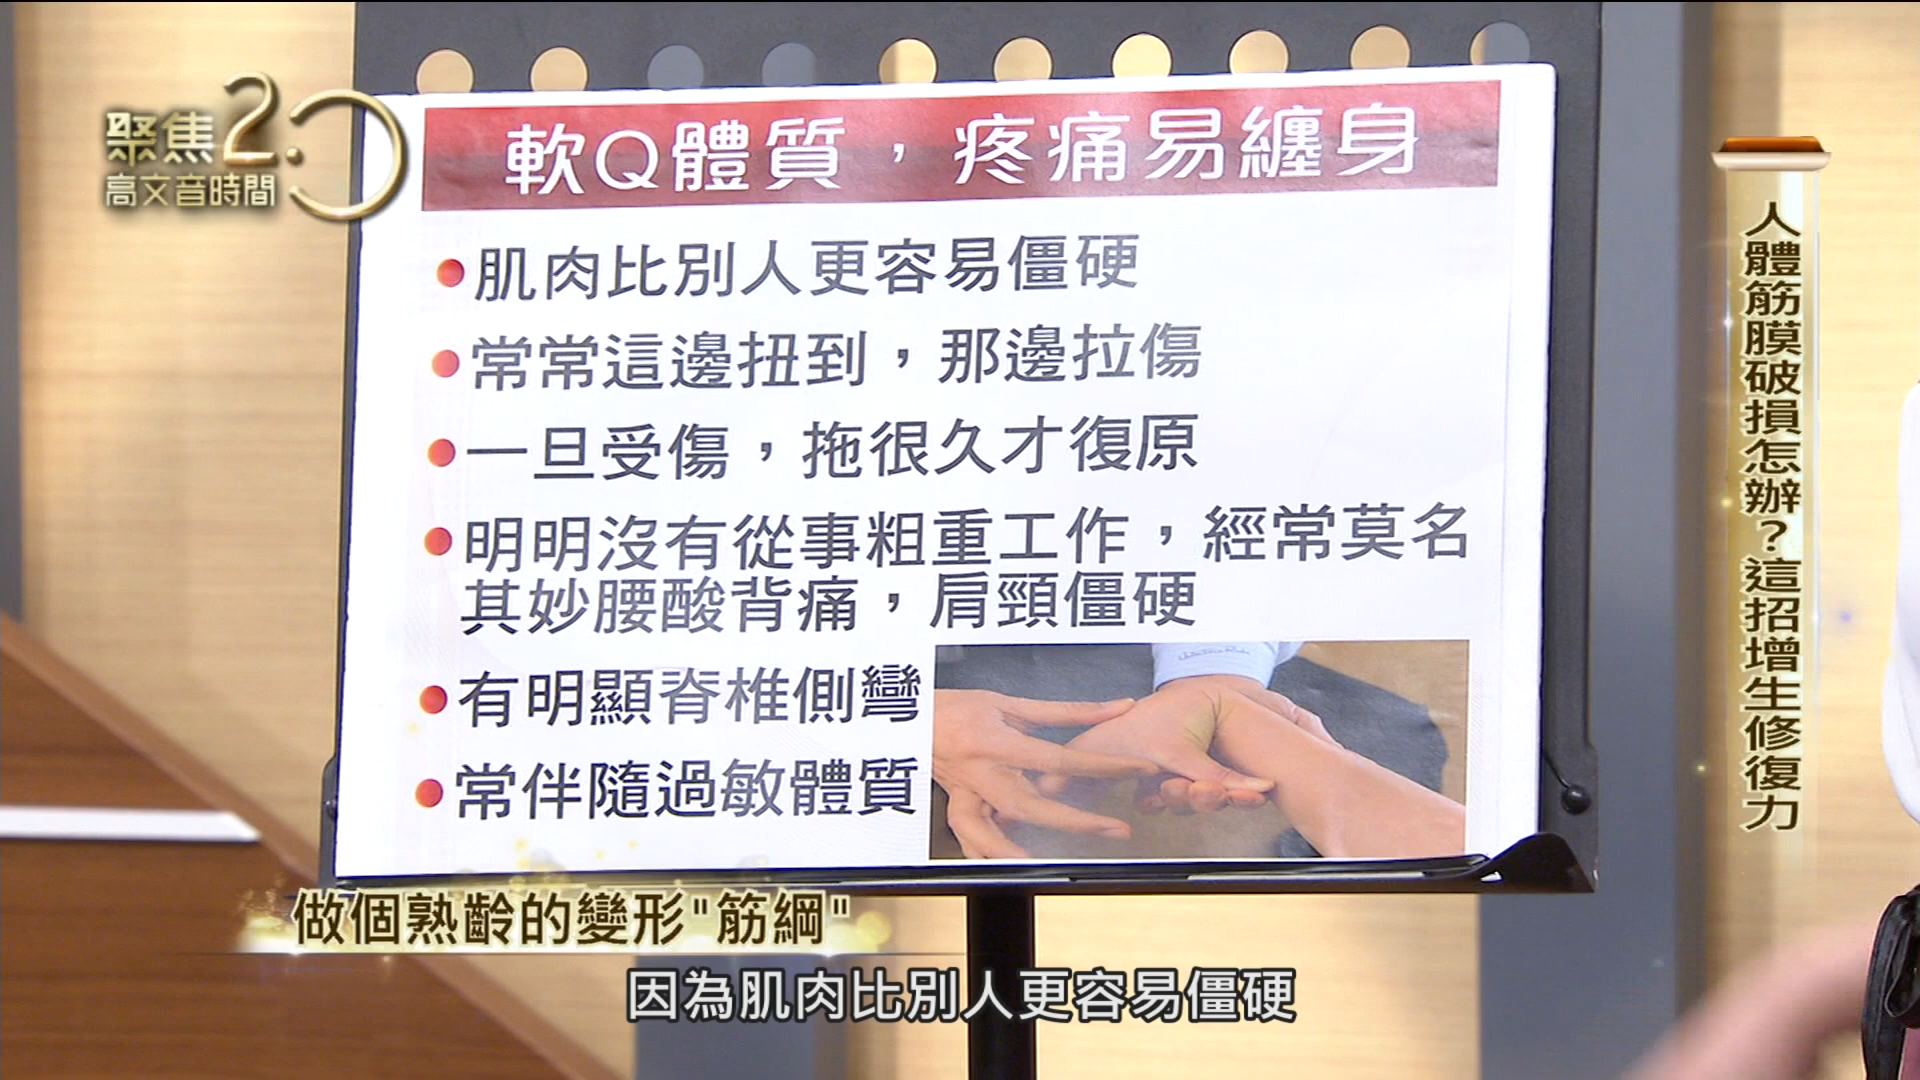 聚焦2.0
高文音時間
軟Q體質，疼痛易纏身
肌肉比別人更容易僵硬
常常這邊扭到，那邊拉傷
一旦受傷，拖很久才復原
明明沒有從事粗重工作，經常莫名
其妙腰酸背痛，肩頸僵硬
有明顯脊椎側彎
常伴隨過敏體質
人體筋膜破損怎辦？這招增生修復力
做個熟齡的變形"筋綱"
因為肌肉比別人更容易僵硬